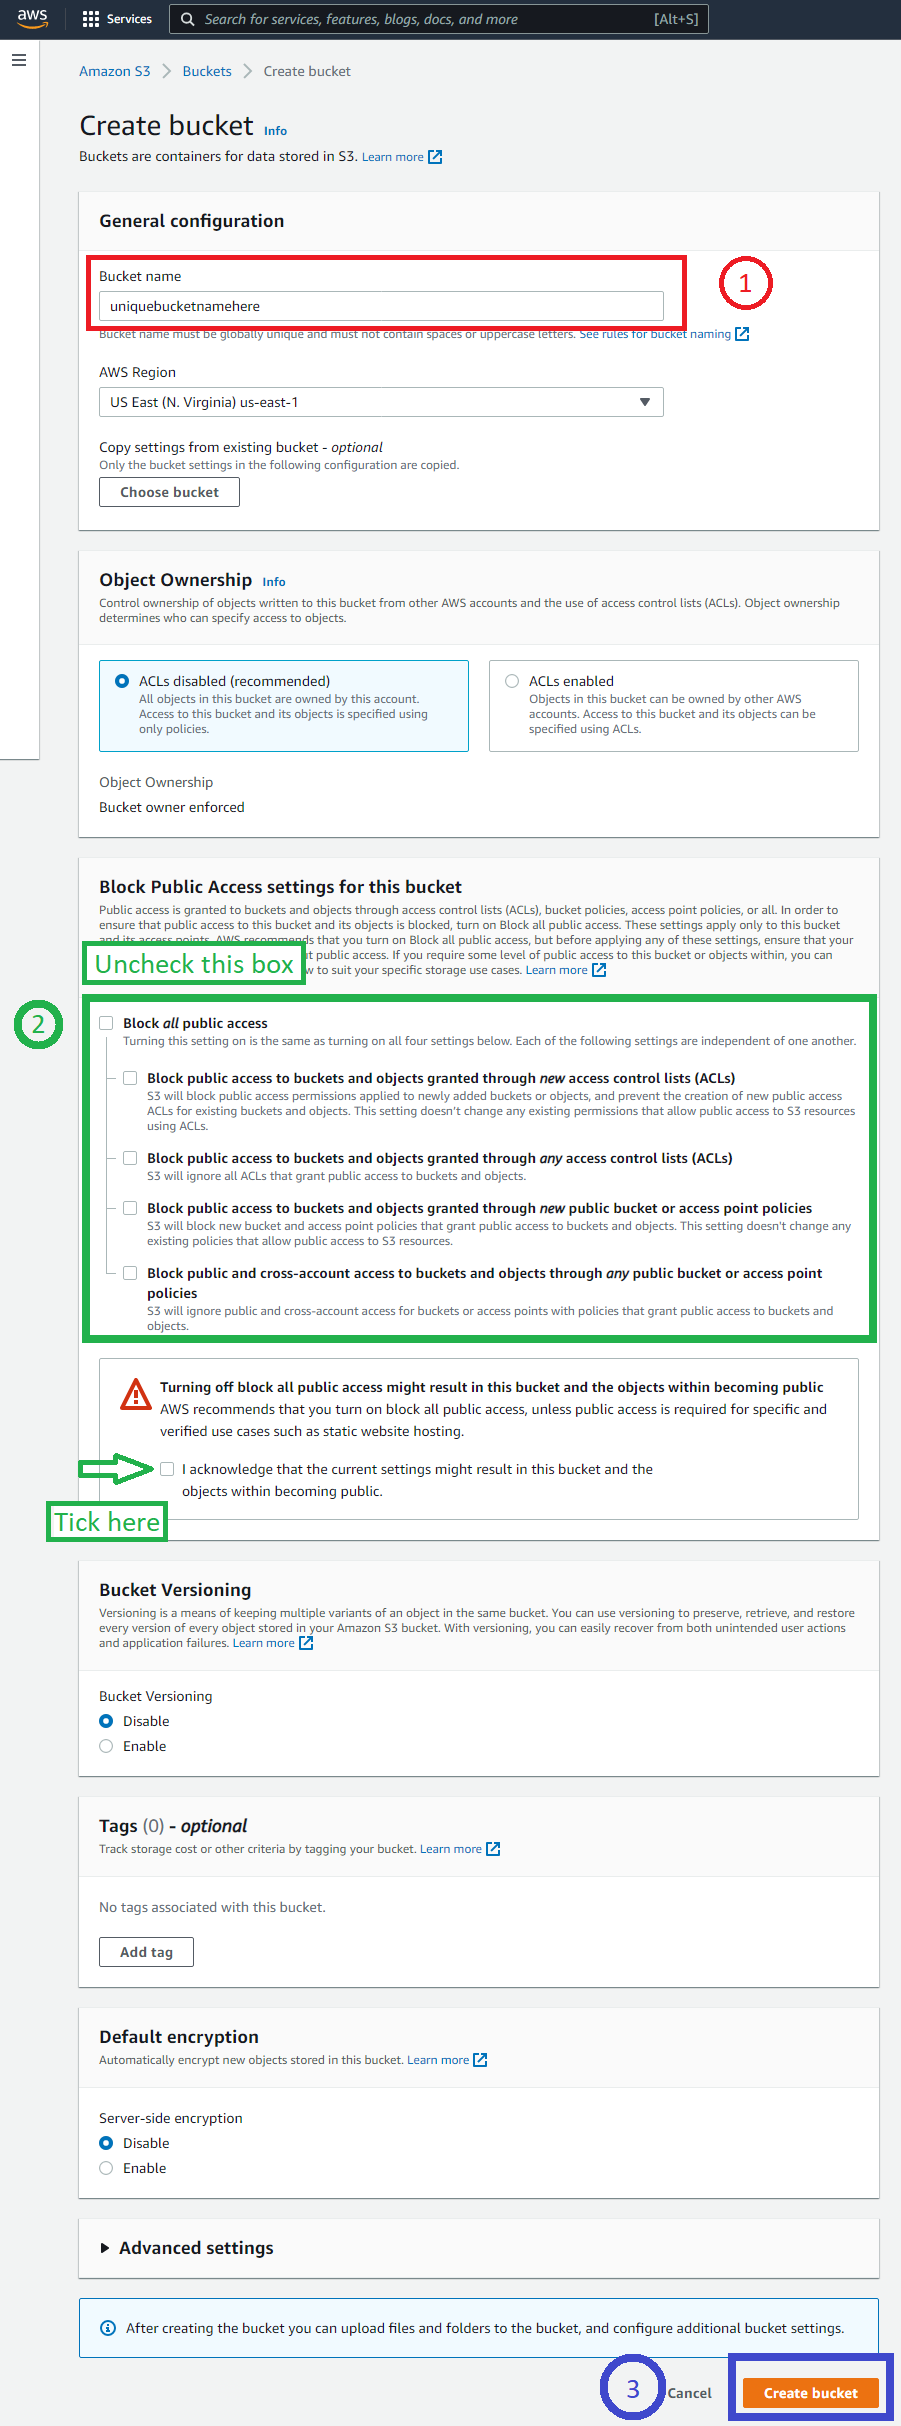 aws
Services
Search for services, features, blogs, docs, and more
[Alt+S]
Amazon S3
Buckets
Create bucket
Create bucket Info
Buckets are containers for data stored in S3. Learn more
General configuration
Bucket name
1
uniquebucketnamehere
Bucket name must be globally unique and must not contain spaces or uppercase letters. See rules for bucket naming
AWS Region
US East (N. Virginia) us-east-1
Copy settings from existing bucket - optional
Only the bucket settings in the following configuration are copied.
Choose bucket
Object Ownership Info
Control ownership of objects written to this bucket from other AWS accounts and the use of access control lists (ACLs). Object ownership
determines who can specify access to objects.
ACLs disabled (recommended)
All objects in this bucket are owned by this account.
Access to this bucket and its objects is specified using
only policies.
ACLs enabled
Objects in this bucket can be owned by other AWS
accounts. Access to this bucket and its objects can be
specified using ACLs.
Object Ownership
Bucket owner enforced
Block Public Access settings for this bucket
Public access is granted to buckets and objects through access control lists (ACLs), bucket policies, access point policies, or all. In order to
ensure that public access to this bucket and its objects is blocked, turn on Block all public access. These settings apply only to this bucket
and its access points. AWS recommends that you turn on Block all public access, but before applying any of these settings, ensure that your
Uncheck this box
public access. If you require some level of public access to this bucket or objects within, you can
to suit your specific storage use cases. Learn more
2
Block all public access
Turning this setting on is the same as turning on all four settings below. Each of the following settings are independent of one another.
Block public access to buckets and objects granted through new access control lists (ACLs)
S3 will block public access permissions applied to newly added buckets or objects, and prevent the creation of new public access
ACLs for existing buckets and objects. This setting doesn't change any existing permissions that allow public access to S3 resources
using ACLs.
Block public access to buckets and objects granted through any access control lists (ACLs)
S3 will ignore all ACLs that grant public access to buckets and objects.
Block public access to buckets and objects granted through new public bucket or access point policies
S3 will block new bucket and access point policies that grant public access to buckets and objects. This setting doesn't change any
existing policies that allow public access to S3 resources.
Block public and cross-account access to buckets and objects through any public bucket or access point
policies
S3 will ignore public and cross-account access for buckets or access points with policies that grant public access to buckets and
objects.
Turning off block all public access might result in this bucket and the objects within becoming public
AWS recommends that you turn on block all public access, unless public access is required for specific and
verified use cases such as static website hosting.
I acknowledge that the current settings might result in this bucket and the
objects within becoming public.
Tick here
Bucket Versioning
Versioning is a means of keeping multiple variants of an object in the same bucket. You can use versioning to preserve, retrieve, and restore
every version of every object stored in your Amazon S3 bucket. With versioning, you can easily recover from both unintended user actions
and application failures. Learn more
Bucket Versioning
Disable
Enable
Tags (0) - optional
Track storage cost or other criteria by tagging your bucket. Learn more
No tags associated with this bucket.
Add tag
Default encryption
Automatically encrypt new objects stored in this bucket. Learn more
Server-side encryption
Disable
Enable
Advanced settings
After creating the bucket you can upload files and folders to the bucket, and configure additional bucket settings.
3
Cancel
Create bucket